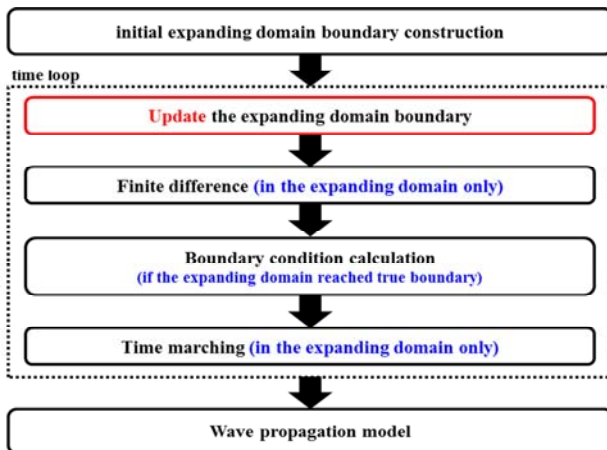 initial expanding domain boundary construction
time loop
Update the expanding domain boundary
Finite difference (in the expanding domain only)
Boundary condition calculation
(if the expanding domain reached true boundary)
Time marching (in the expanding domain only)
Wave propagation model